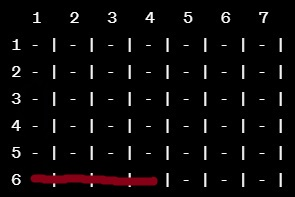 1 2 3 4 5 6 7
1 - | - | - | - | - | - | - |
2 - | - | - | - | - | - | - |
3 - | - | - | - | - | - | - |
4 - | - | - | - | - | - | - |
5 - | - | - | - | - | - | - |
6 | | | | - | - | - |